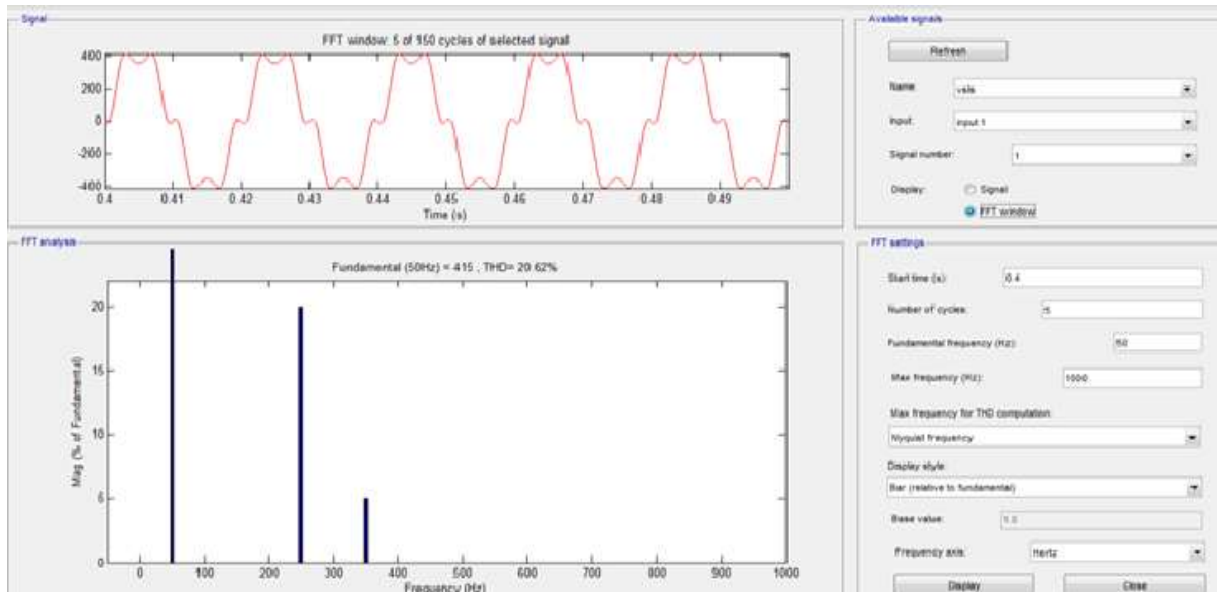 Signal
FFT window: 5 of 150 cycles of selected signal
400
200
0
-200
-400
0.4 0.41 0.42 0.43 0.44 0.45 0.46 0.47 0.48 0.49
Time (s)
FFT analysis
Fundamental (50Hz) = 415 , THD= 20.62%
Mag (% of Fundamental)
20
15
10
5
0
0 100 200 300 400 500 600 700 800 900 1000
Frequency (Hz)
Available signals
Refresh
Name:
Input: input 1
Signal number: 1
Display: Signal
FFT window
FFT settings
Start time (s): 0.4
Number of cycles: 5
Fundamental frequency (Hz): 50
Max frequency (Hz): 1000
Max frequency for THD computation:
Nyquist frequency
Display style:
Bar (relative to fundamental)
Base value:
Frequency axis: Hertz
Display Close